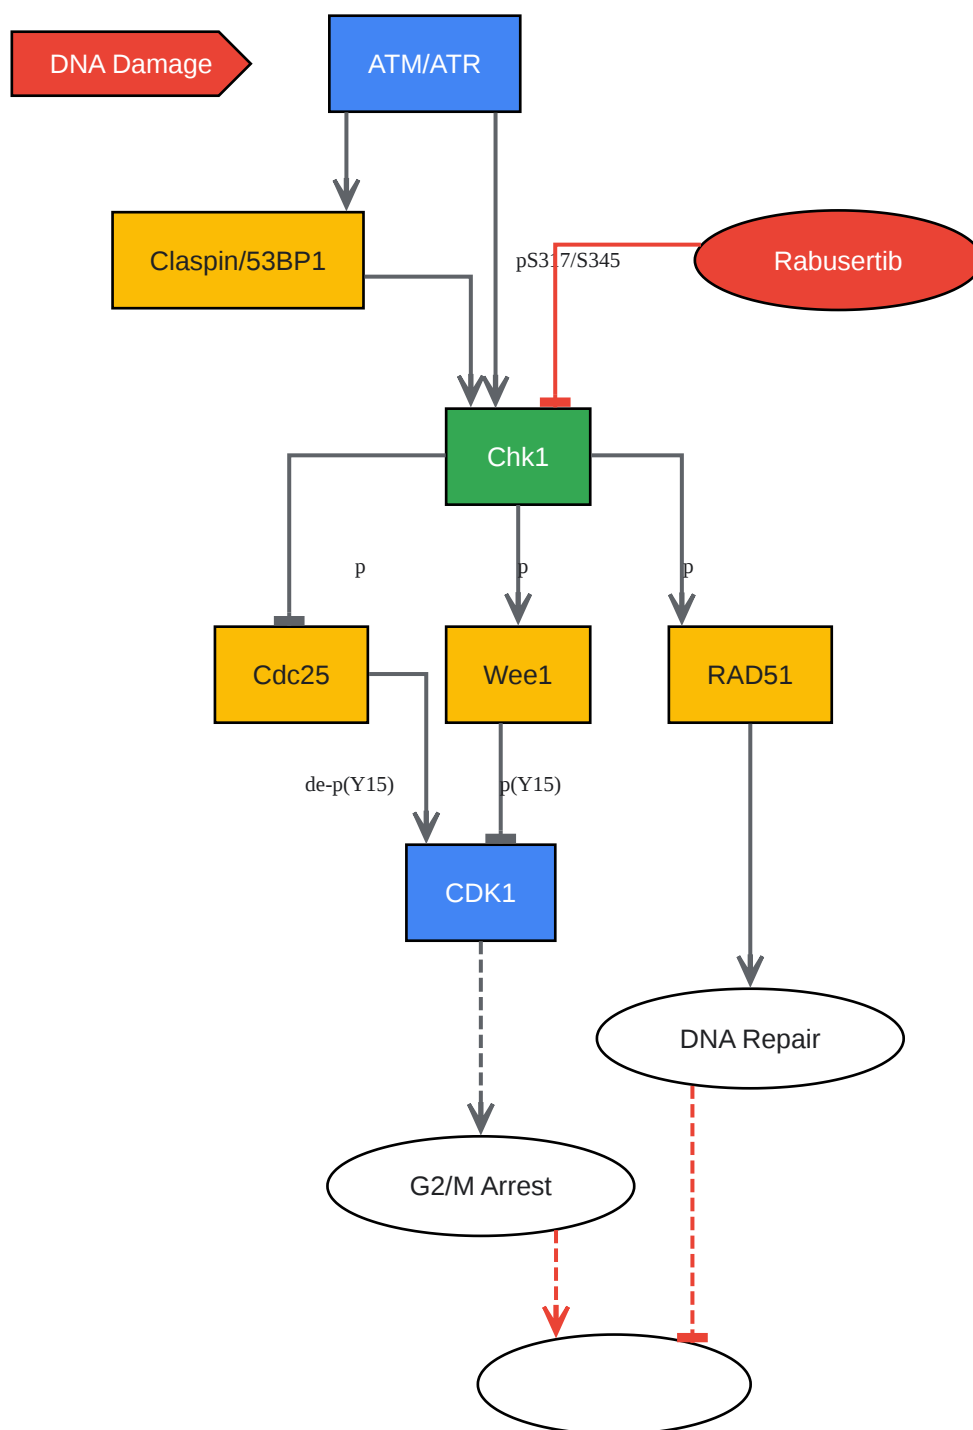 DNA Damage
ATM/ATR
Claspin/53BP1
pS317/S345
Rabusertib
Chk1
p
p
p
Cdc25
Wee1
RAD51
de-p(Y15)
p(Y15)
CDK1
DNA Repair
G2/M Arrest